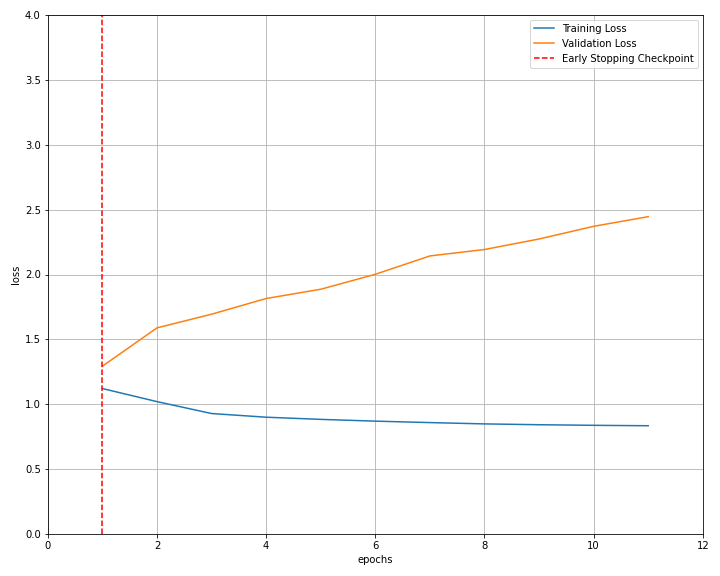 Training Loss
Validation Loss
Early Stopping Checkpoint
4.0
3.5
3.0
2.5
2.0
1.5
1.0
0.5
0.0
loss
0 2 4 6 8 10 12
epochs